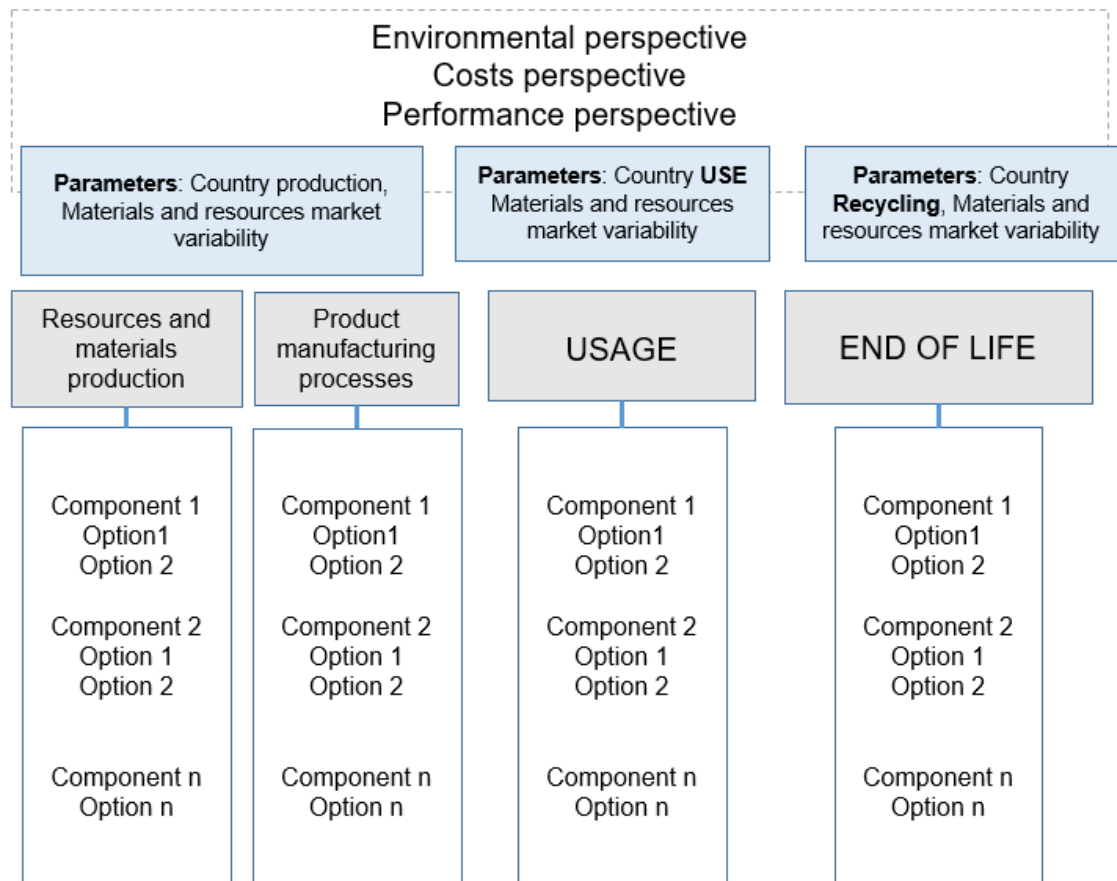 Environmental perspective
Costs perspective
Performance perspective
Parameters: Country production,
Materials and resources market
variability
Parameters: Country USE
Materials and resources
market variability
Parameters: Country
Recycling, Materials and
resources market variability
Resources and
materials
production
Product
manufacturing
processes
USAGE
END OF LIFE
Component 1
Option1
Option 2
Component 2
Option 1
Option 2
Component n
Option n
Component 1
Option1
Option 2
Component 2
Option 1
Option 2
Component n
Option n
Component 1
Option1
Option 2
Component 2
Option 1
Option 2
Component n
Option n
Component 1
Option1
Option 2
Component 2
Option 1
Option 2
Component n
Option n